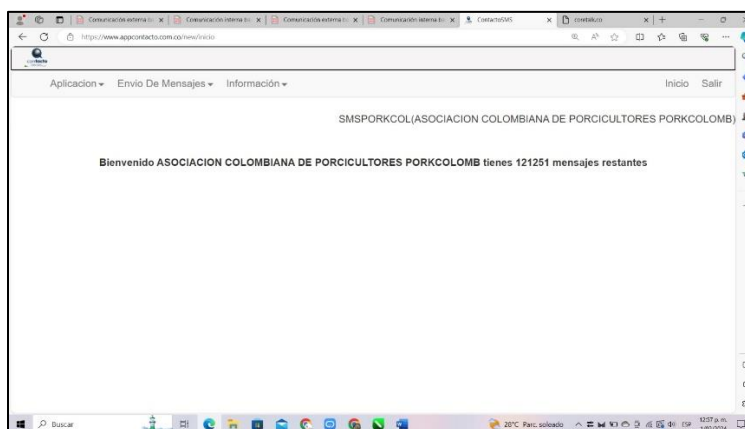 Comunicación externa Comunicación interna Comunicación externa Comunicación interna ContactoSMS
https://www.appcontacto.com.co/new/inicio
contacto
Aplicacion Envio De Mensajes Información Inicio Salir
SMSPORKCOL(ASOCIACION COLOMBIANA DE PORCICULTORES PORKCOLOMB)
Bienvenido ASOCIACION COLOMBIANA DE PORCICULTORES PORKCOLOMB tienes 121251 mensajes restantes
Buscar 28°C Parc. soleado ESP 12:57 p. m.